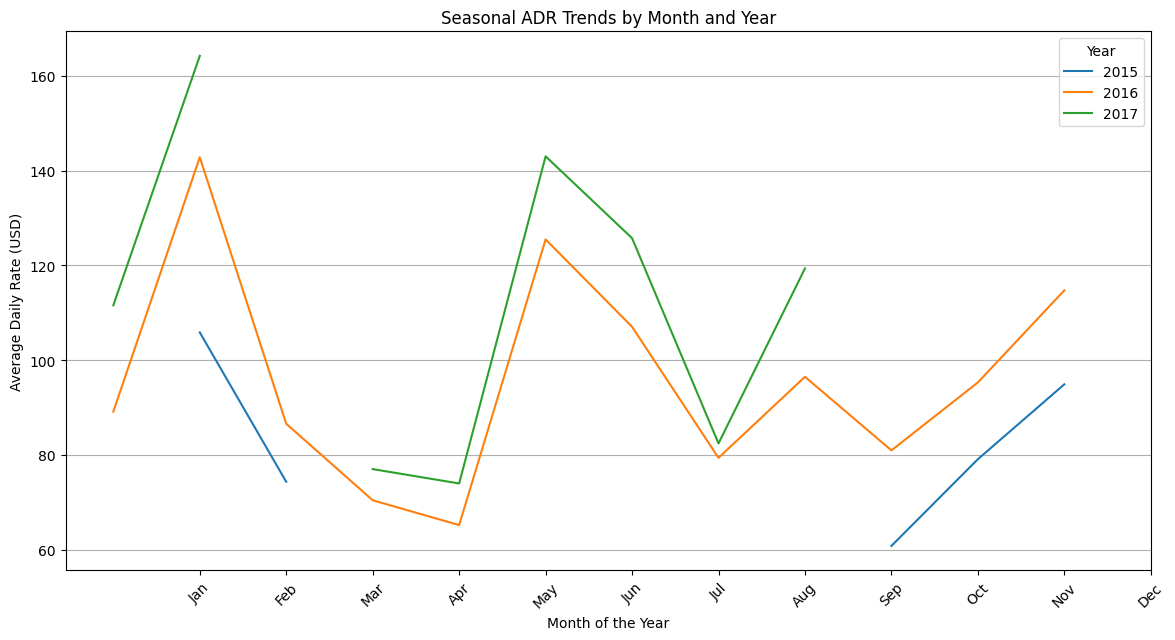 Seasonal ADR Trends by Month and Year
Year
2015
2016
2017
Average Daily Rate (USD)
160
140
120
100
80
60
Jan
Feb
Mar
Apr
May
Jun
Jul
Aug
Sep
Oct
Nov
Dec
Month of the Year